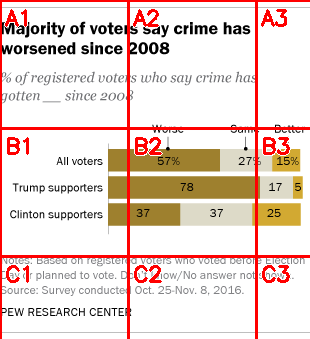 Majority of voters say crime has
worsened since 2008
% of registered voters who say crime has
gotten __ since 2008
Worse Same Better
All voters 57% 27% 15%
Trump supporters 78 17 5
Clinton supporters 37 37 25
Notes: Based on registered voters who voted before Election
Day or planned to vote. Don't know/No answer not shown.
Source: Survey conducted Oct. 25-Nov. 8, 2016.
PEW RESEARCH CENTER
A1 A2 A3
B1 B2 B3
C1 C2 C3